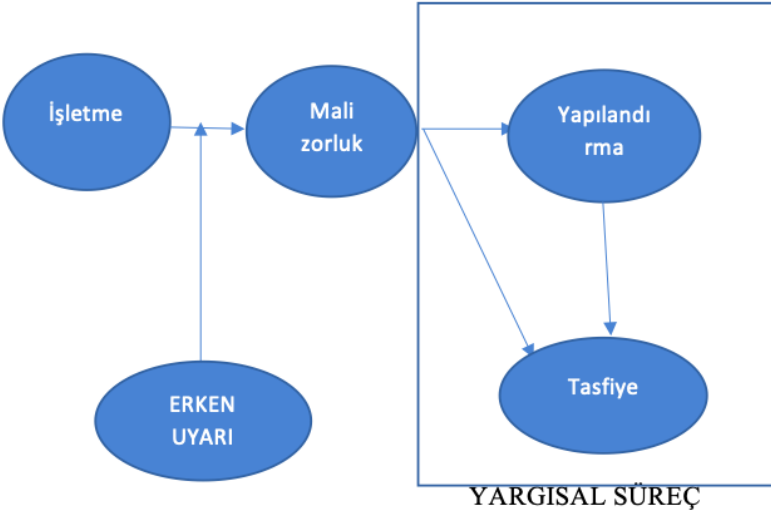 İşletme
Mali
zorluk
Yapılandı
rma
ERKEN
UYARI
Tasfiye
YARGISAL SÜREÇ